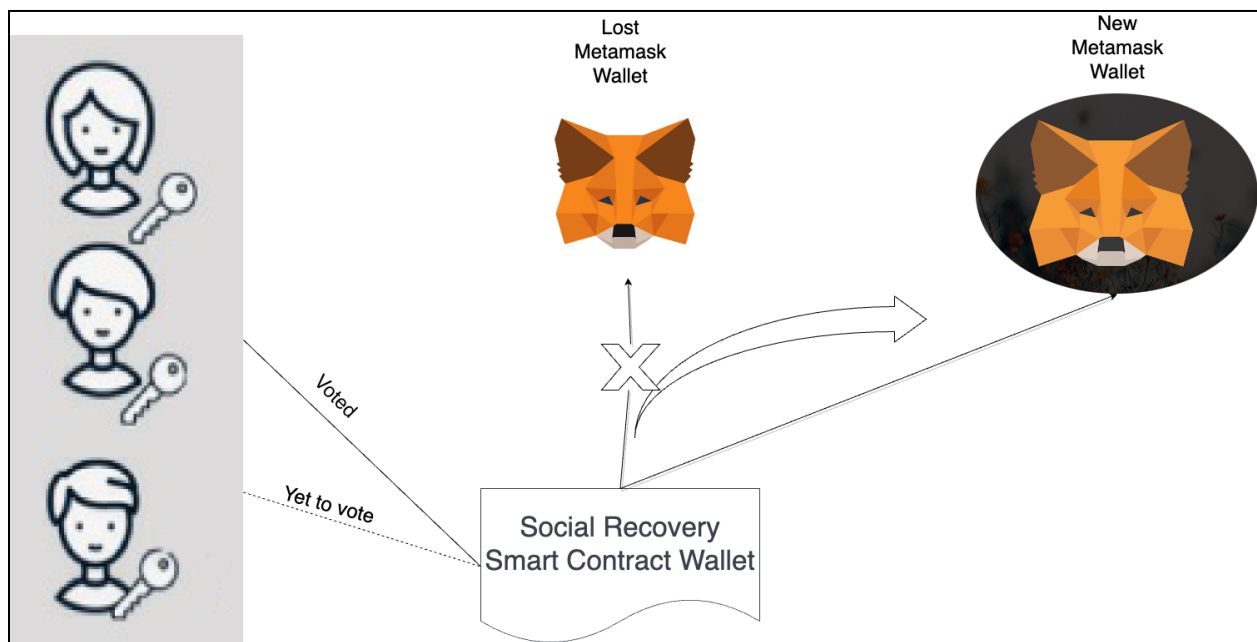 Lost
Metamask
Wallet
New
Metamask
Wallet
X
Voted
Yet to vote
Social Recovery
Smart Contract Wallet